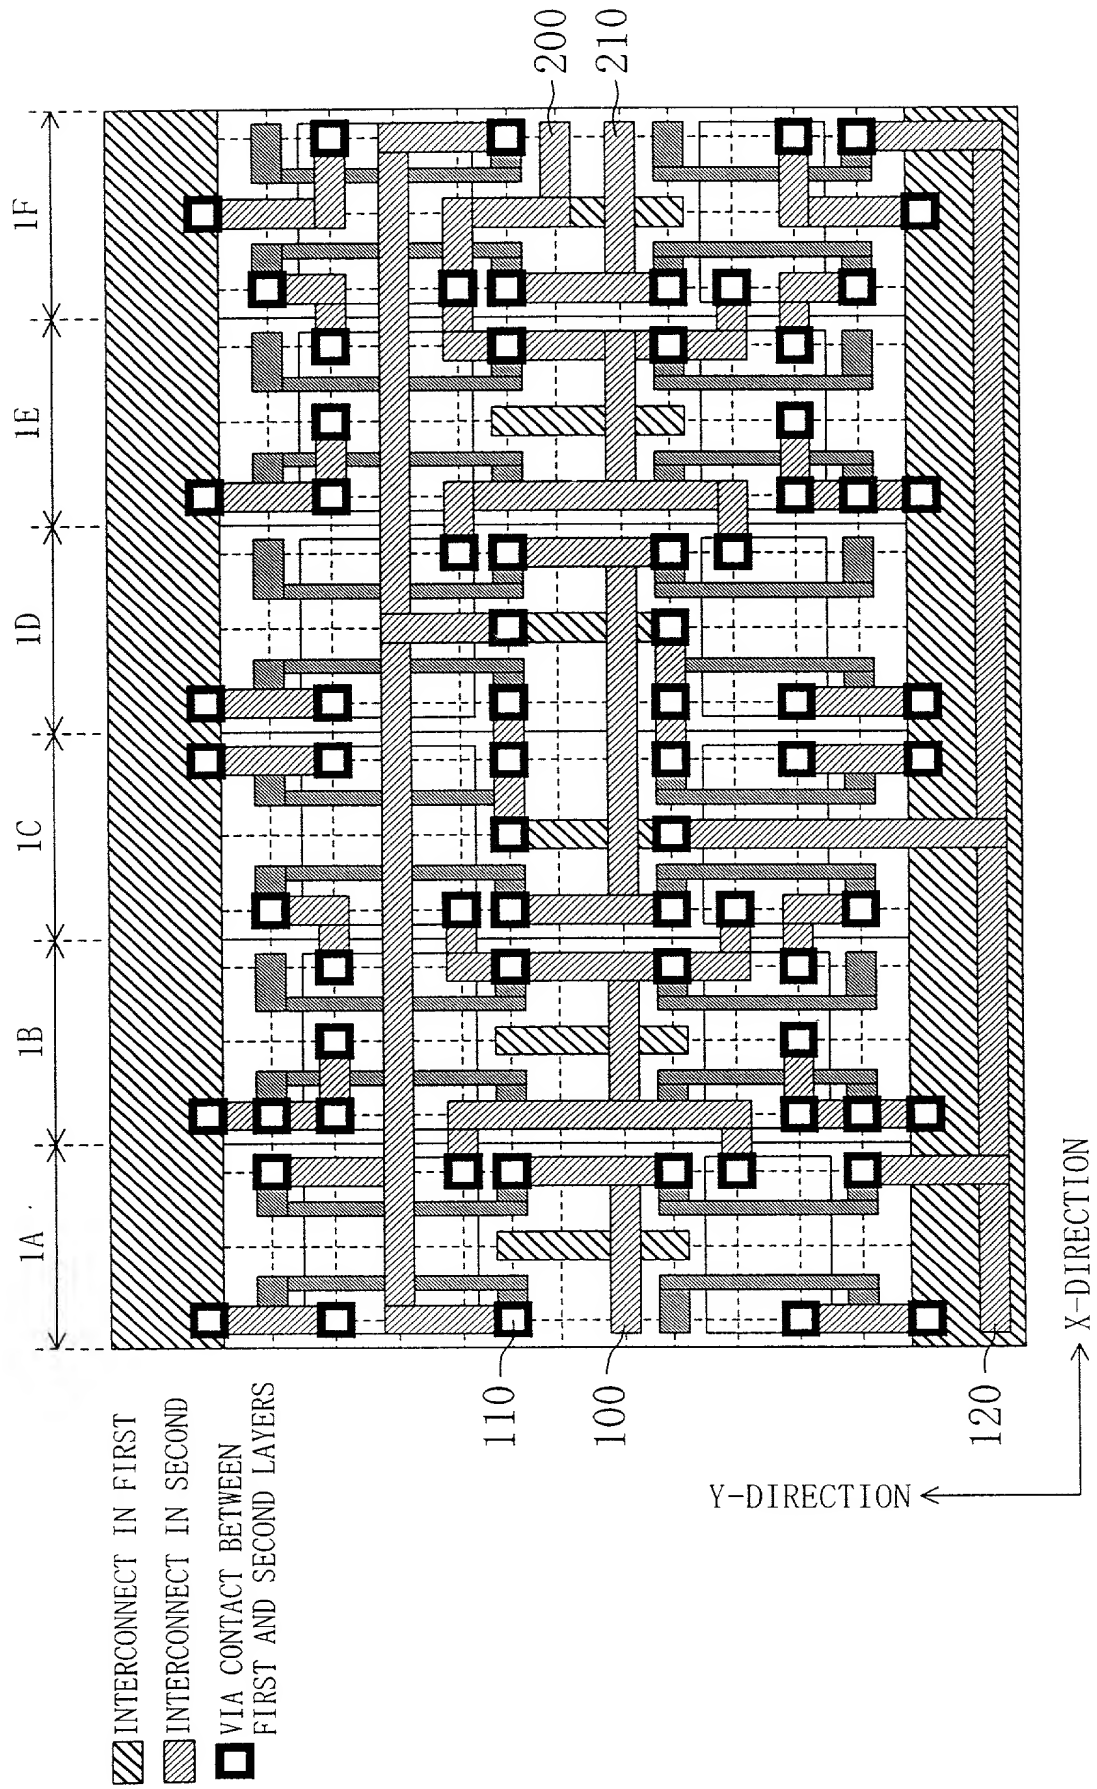 1A
1B
1C
1D
1E
1F
200
210
110
100
120
Y-DIRECTION
X-DIRECTION
INTERCONNECT IN FIRST
INTERCONNECT IN SECOND
VIA CONTACT BETWEEN
FIRST AND SECOND LAYERS